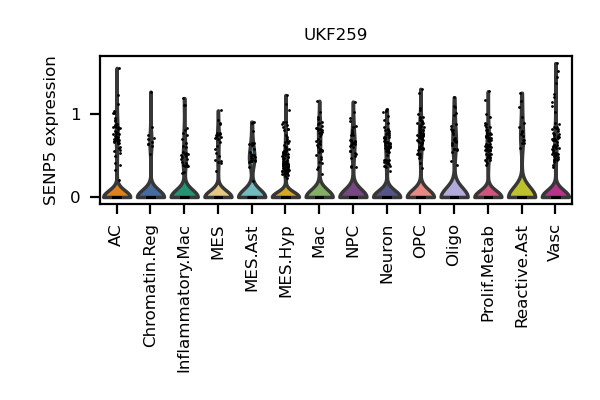 UKF259
SENP5 expression
1
0
AC
Chromatin.Reg
Inflammatory.Mac
MES
MES.Ast
MES.Hyp
Mac
NPC
Neuron
OPC
Oligo
Prolif.Metab
Reactive.Ast
Vasc